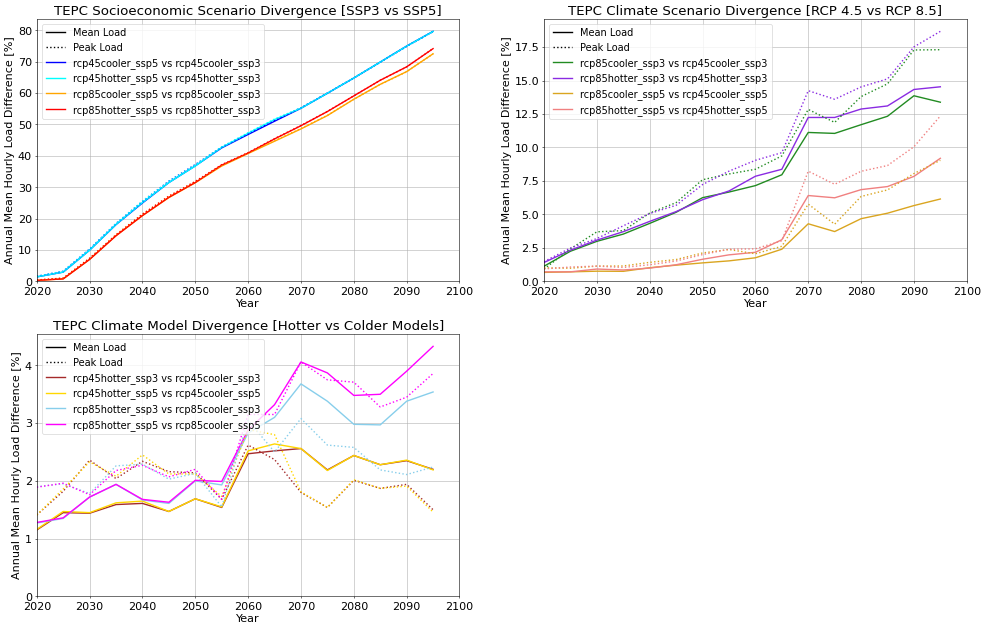 TEPC Socioeconomic Scenario Divergence [SSP3 vs SSP5]
Annual Mean Hourly Load Difference [%]
80
70
60
50
40
30
20
10
0
Mean Load
Peak Load
rcp45cooler_ssp5 vs rcp45cooler_ssp3
rcp45hotter_ssp5 vs rcp45hotter_ssp3
rcp85cooler_ssp5 vs rcp85cooler_ssp3
rcp85hotter_ssp5 vs rcp85hotter_ssp3
2020 2030 2040 2050 2060 2070 2080 2090 2100
Year
TEPC Climate Scenario Divergence [RCP 4.5 vs RCP 8.5]
Annual Mean Hourly Load Difference [%]
17.5
15.0
12.5
10.0
7.5
5.0
2.5
0.0
Mean Load
Peak Load
rcp85cooler_ssp3 vs rcp45cooler_ssp3
rcp85hotter_ssp3 vs rcp45hotter_ssp3
rcp85cooler_ssp5 vs rcp45cooler_ssp5
rcp85hotter_ssp5 vs rcp45hotter_ssp5
2020 2030 2040 2050 2060 2070 2080 2090 2100
Year
TEPC Climate Model Divergence [Hotter vs Colder Models]
Annual Mean Hourly Load Difference [%]
4
3
2
1
0
Mean Load
Peak Load
rcp45hotter_ssp3 vs rcp45cooler_ssp3
rcp45hotter_ssp5 vs rcp45cooler_ssp5
rcp85hotter_ssp3 vs rcp85cooler_ssp3
rcp85hotter_ssp5 vs rcp85cooler_ssp5
2020 2030 2040 2050 2060 2070 2080 2090 2100
Year